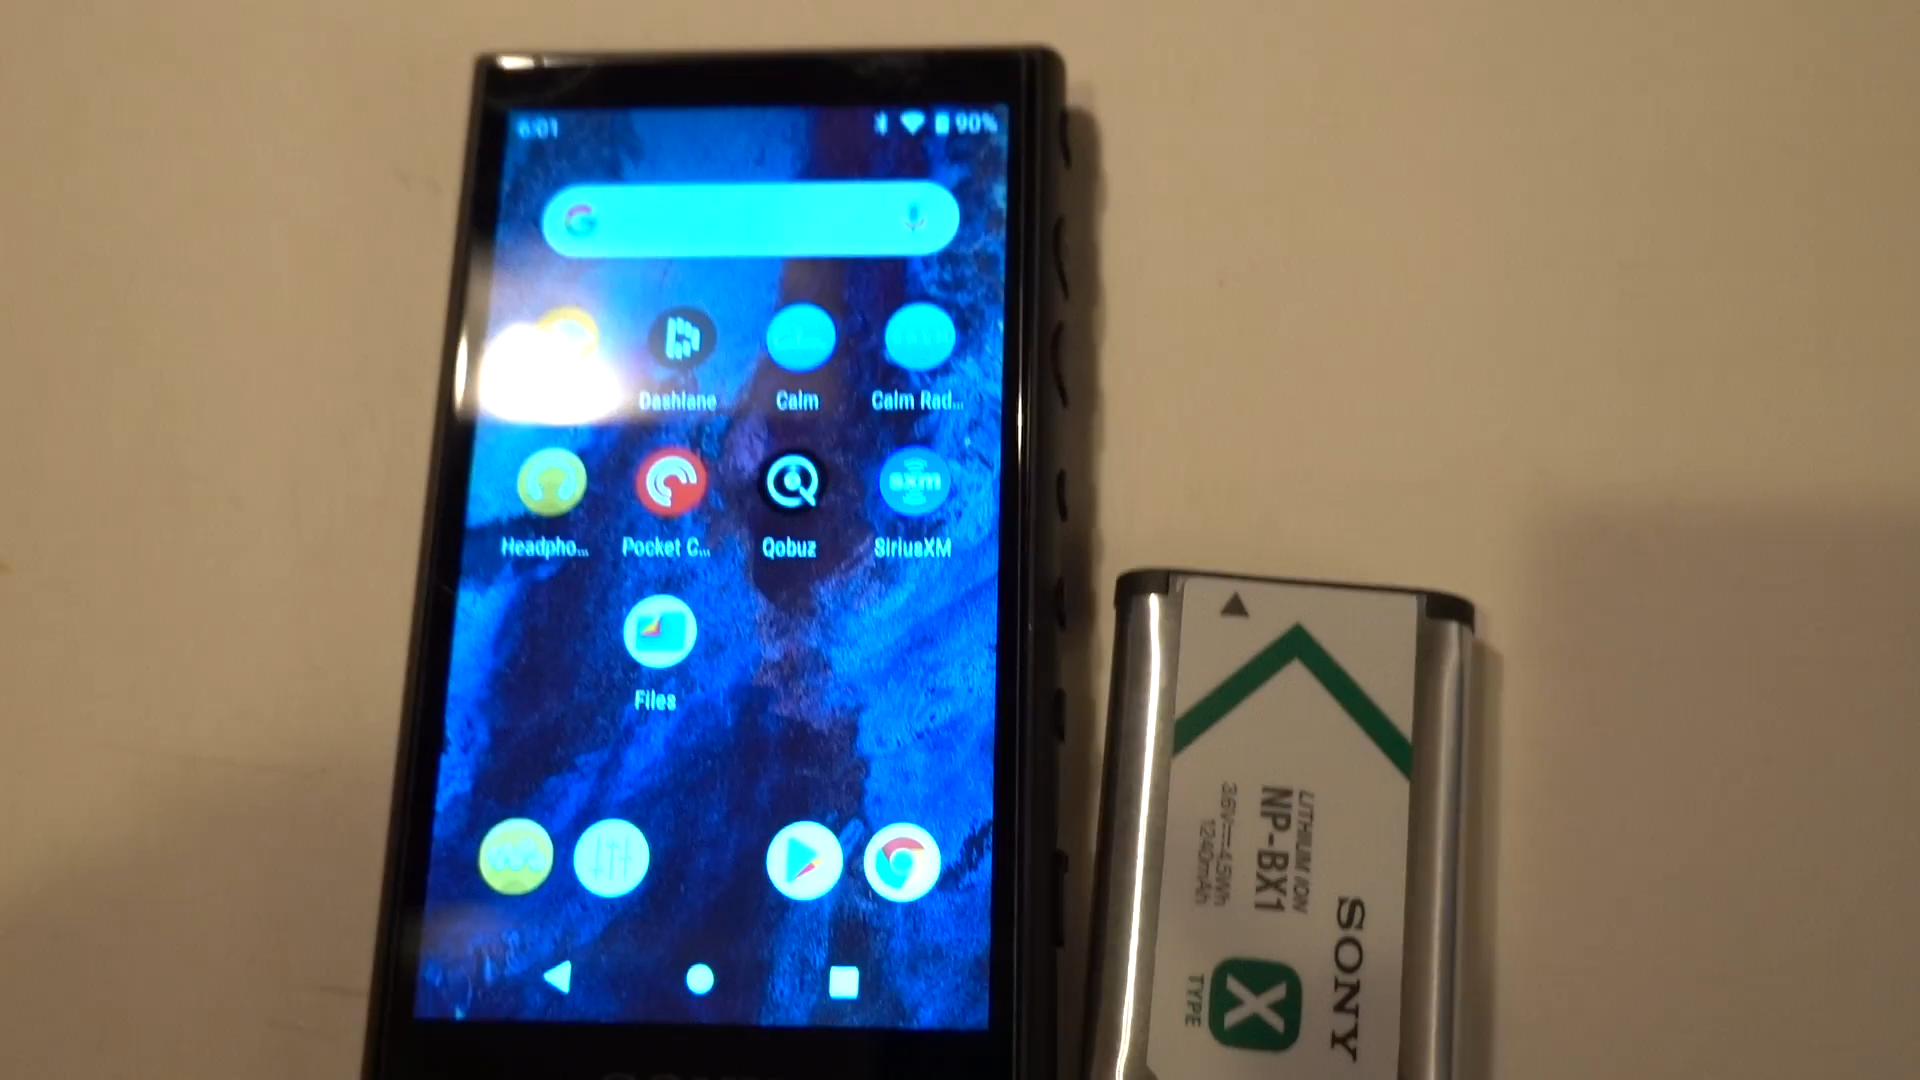 6:01
90%
Dashlane
Calm
Calm Rad...
Headpho...
Pocket C...
Qobuz
SiriusXM
sxm
Files
SONY
LITHIUM ION
NP-BX1
3.6V⎓4.5Wh
1240mAh
X
TYPE